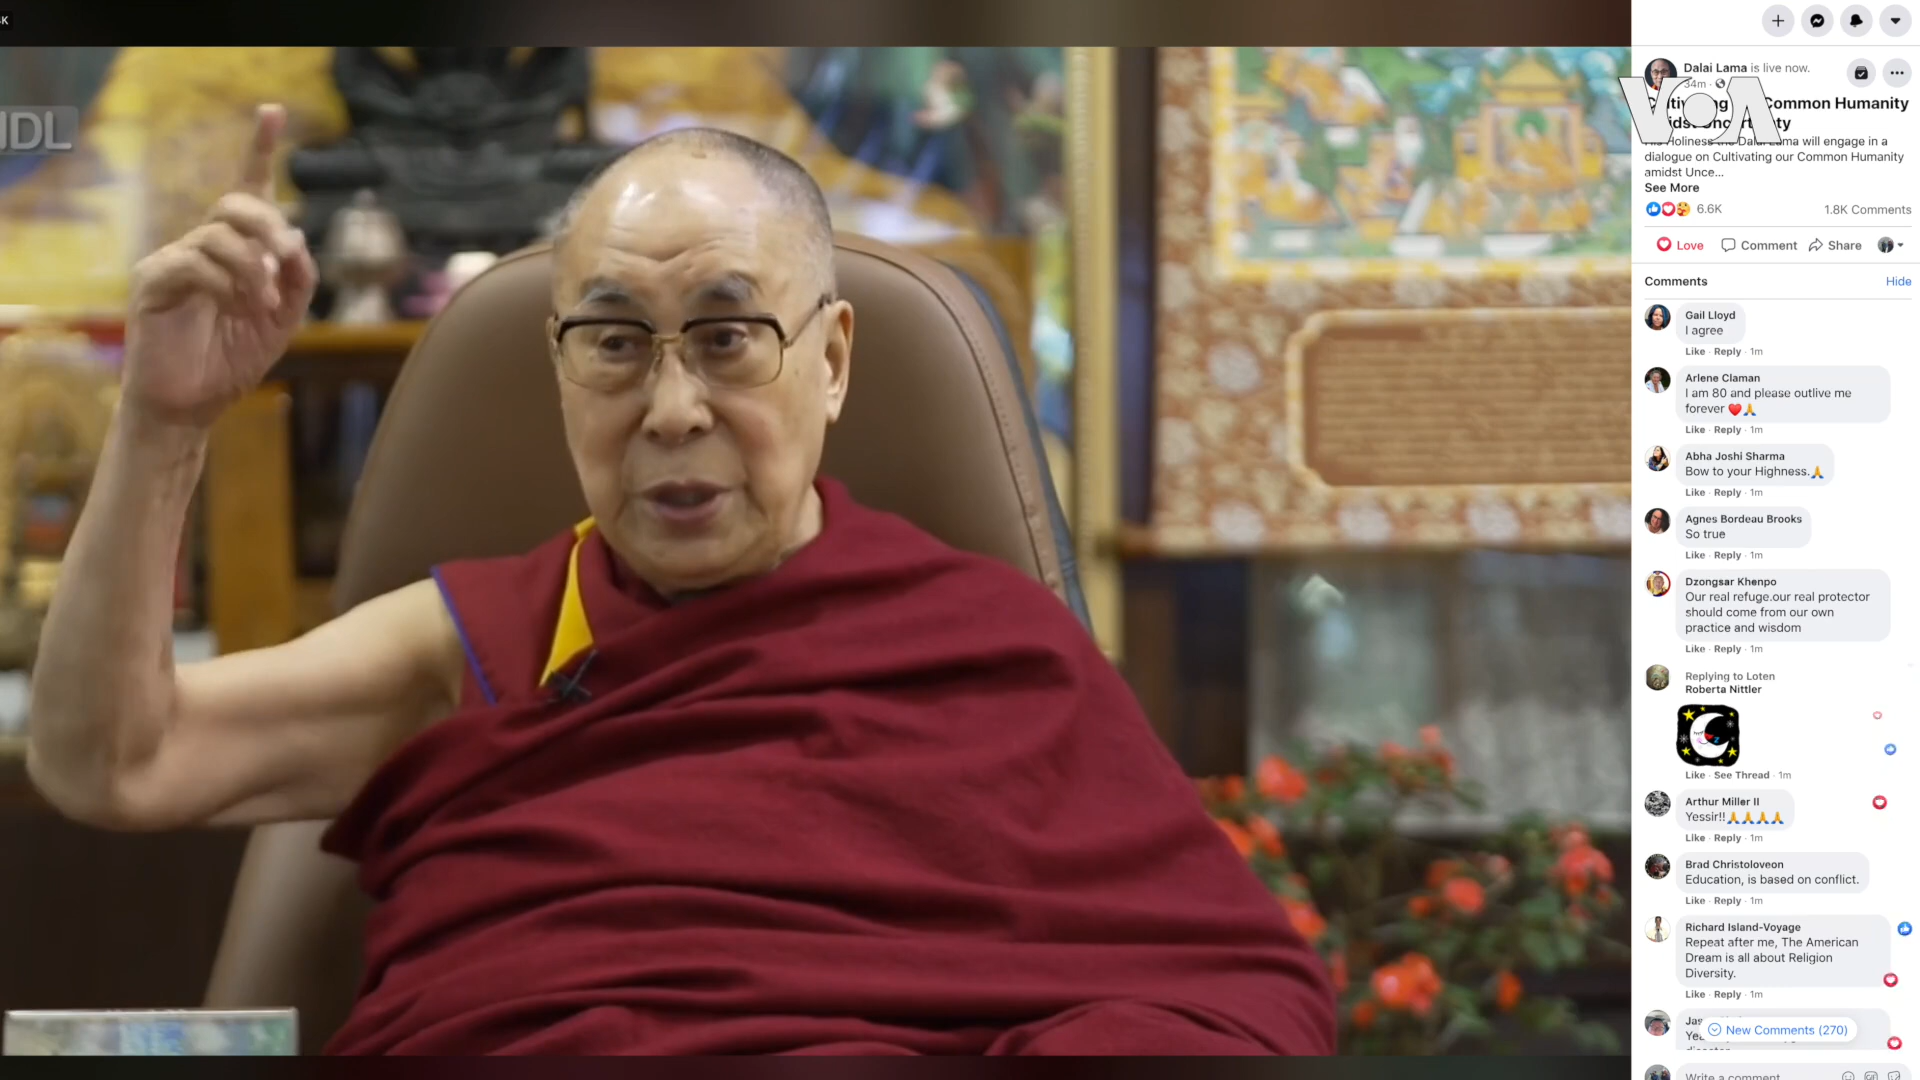 K
DL
Dalai Lama is live now.
34m
VOA
Common Humanity
Holiness the Dalai Lama will engage in a
dialogue on Cultivating our Common Humanity
amidst Unce...
See More
6.6K
1.8K Comments
Love
Comment
Share
Comments
Hide
Gail Lloyd
I agree
Like · Reply · 1m
Arlene Claman
I am 80 and please outlive me
forever ❤️🙏
Like · Reply · 1m
Abha Joshi Sharma
Bow to your Highness.🙏
Like · Reply · 1m
Agnes Bordeau Brooks
So true
Like · Reply · 1m
Dzongsar Khenpo
Our real refuge.our real protector
should come from our own
practice and wisdom
Like · Reply · 1m
Replying to Loten
Roberta Nittler
Like · See Thread · 1m
Arthur Miller II
Yessir!!🙏🙏🙏🙏
Like · Reply · 1m
Brad Christoloveon
Education, is based on conflict.
Like · Reply · 1m
Richard Island-Voyage
Repeat after me, The American
Dream is all about Religion
Diversity.
Like · Reply · 1m
New Comments (270)
Write a comment